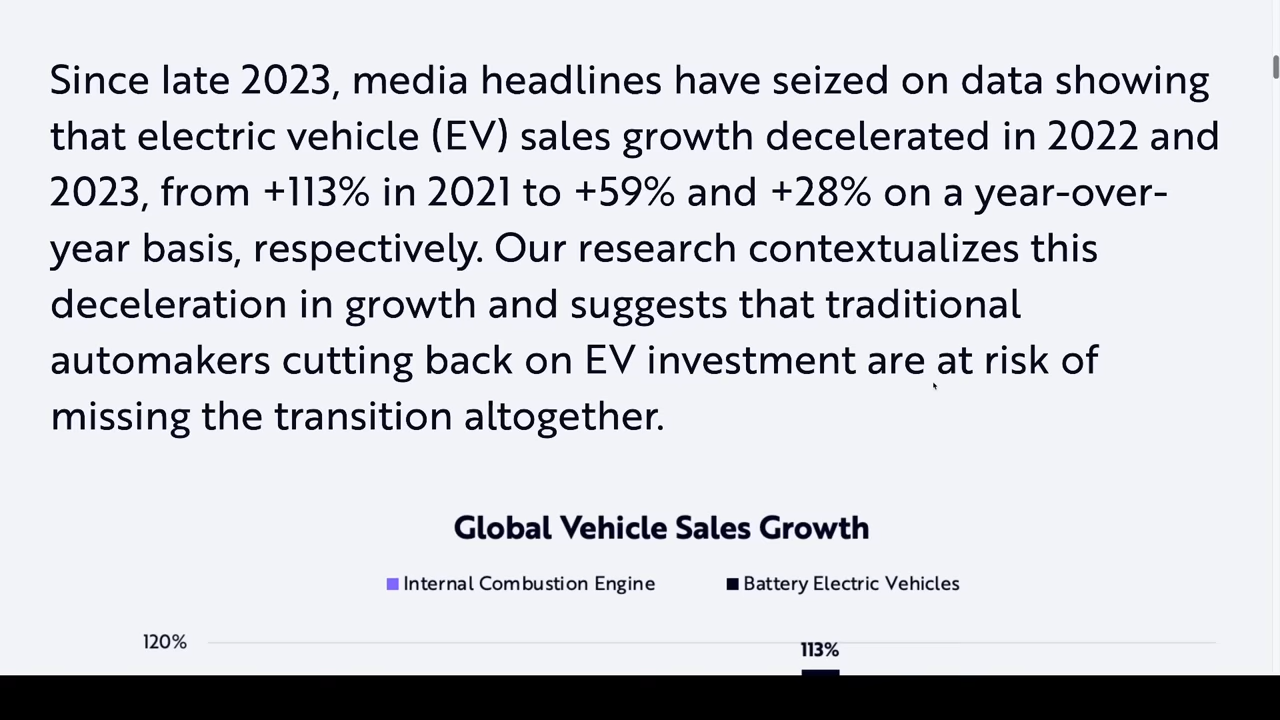 Since late 2023, media headlines have seized on data showing
that electric vehicle (EV) sales growth decelerated in 2022 and
2023, from +113% in 2021 to +59% and +28% on a year-over-
year basis, respectively. Our research contextualizes this
deceleration in growth and suggests that traditional
automakers cutting back on EV investment are at risk of
missing the transition altogether.
Global Vehicle Sales Growth
Internal Combustion Engine
Battery Electric Vehicles
120%
113%